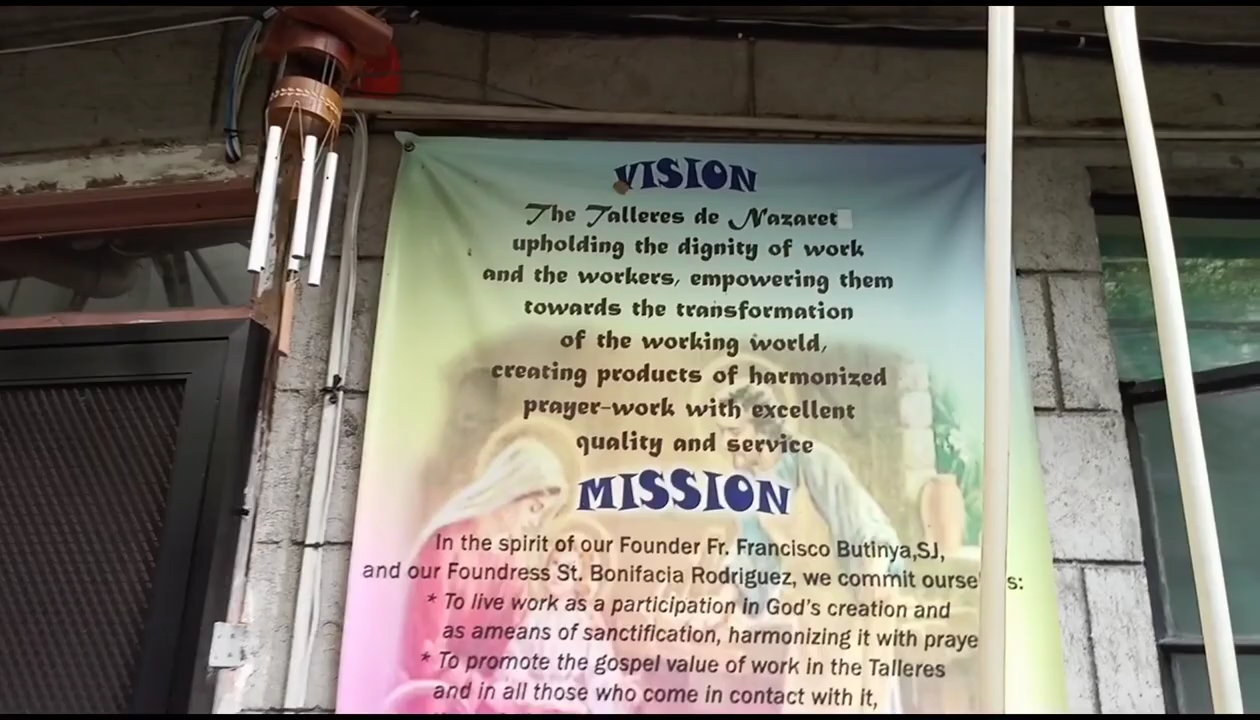 VISION
The Talleres de Nazaret
upholding the dignity of work
and the workers, empowering them
towards the transformation
of the working world,
creating products of harmonized
prayer-work with excellent
quality and service
MISSION
In the spirit of our Founder Fr. Francisco Butinya,SJ,
and our Foundress St. Bonifacia Rodriguez, we commit
* To live work as a participation in God's creation and
as ameans of sanctification, harmonizing it with
* To promote the gospel value of work in the Talleres
and in all those who come in contact with it,